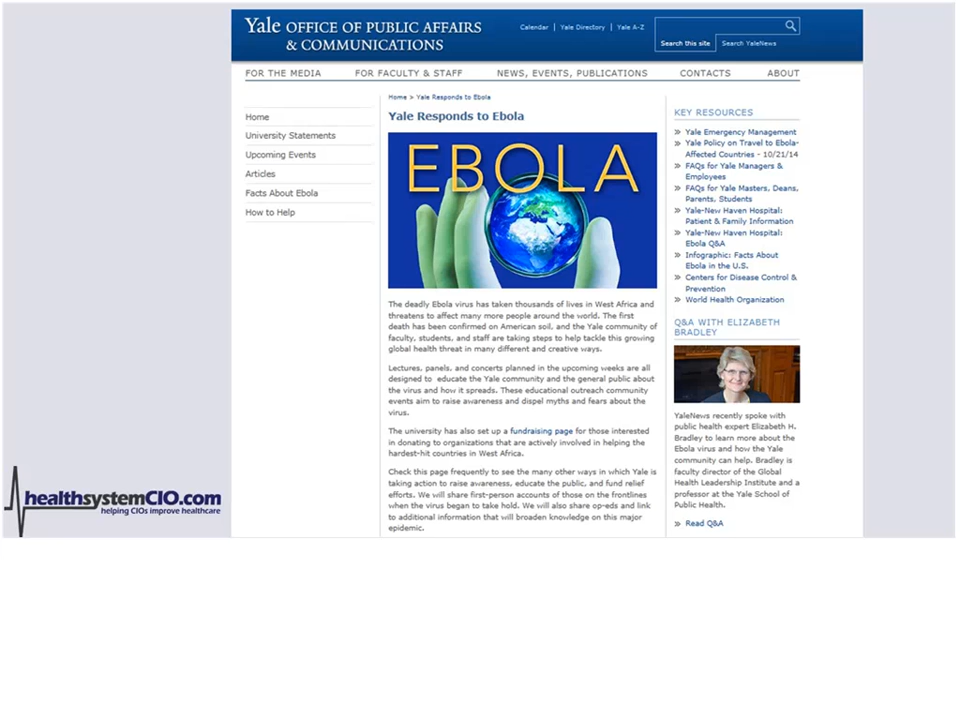 Yale OFFICE OF PUBLIC AFFAIRS
& COMMUNICATIONS
Calendar | Yale Directory | Yale A-Z
Search this site
Search YaleNews
FOR THE MEDIA
FOR FACULTY & STAFF
NEWS, EVENTS, PUBLICATIONS
CONTACTS
ABOUT
Home
University Statements
Upcoming Events
Articles
Facts About Ebola
How to Help
Home > Yale Responds to Ebola
Yale Responds to Ebola
EBOLA
The deadly Ebola virus has taken thousands of lives in West Africa and
threatens to affect many more people around the world. The first
death has been confirmed on American soil, and the Yale community of
faculty, students, and staff are taking steps to help tackle this growing
global health threat in many different and creative ways.
Lectures, panels, and concerts planned in the upcoming weeks are all
designed to educate the Yale community and the general public about
the virus and how it spreads. These educational outreach community
events aim to raise awareness and dispel myths and fears about the
virus.
The university has also set up a fundraising page for those interested
in donating to organizations that are actively involved in helping the
hardest-hit countries in West Africa.
Check this page frequently to see the many other ways in which Yale is
taking action to raise awareness, educate the public, and fund relief
efforts. We will share first-person accounts of those on the frontlines
when the virus began to take hold. We will also share op-eds and link
to additional information that will broaden knowledge on this major
epidemic.
KEY RESOURCES
» Yale Emergency Management
» Yale Policy on Travel to Ebola-
Affected Countries - 10/21/14
» FAQs for Yale Managers &
Employees
» FAQs for Yale Masters, Deans,
Parents, Students
» Yale-New Haven Hospital:
Patient & Family Information
» Yale-New Haven Hospital:
Ebola Q&A
» Infographic: Facts About
Ebola in the U.S.
» Centers for Disease Control &
Prevention
» World Health Organization
Q&A WITH ELIZABETH
BRADLEY
YaleNews recently spoke with
public health expert Elizabeth H.
Bradley to learn more about the
Ebola virus and how the Yale
community can help. Bradley is
faculty director of the Global
Health Leadership Institute and a
professor at the Yale School of
Public Health.
» Read Q&A
healthsystemCIO.com
helping CIOs improve healthcare